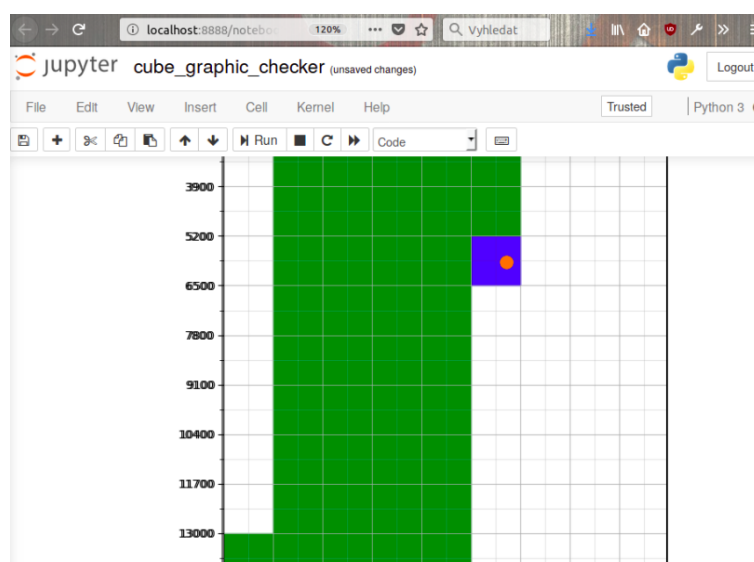 localhost:8888/notebo 120% Vyhledat
jupyter cube_graphic_checker (unsaved changes) Logout
File Edit View Insert Cell Kernel Help Trusted Python 3
Run Code
3900
5200
6500
7800
9100
10400
11700
13000